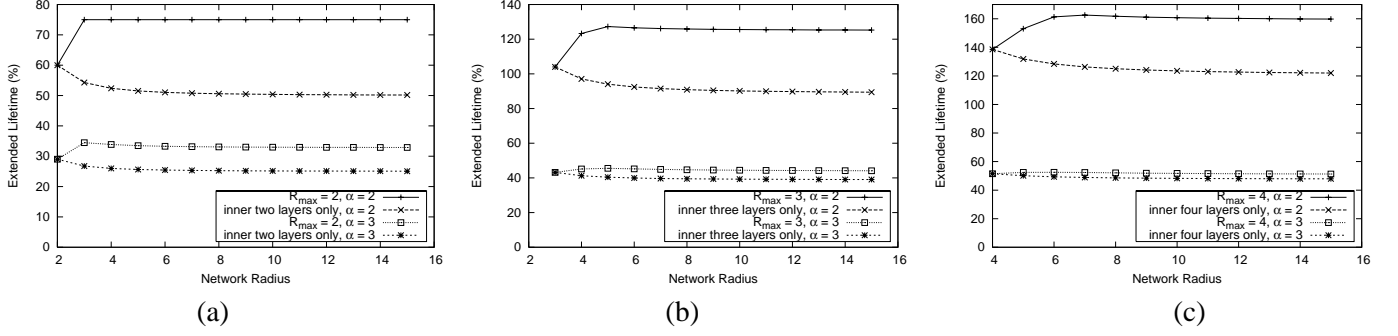 80
70
60
50
40
30
20
10
0
Extended Lifetime (%)
R_max = 2, α = 2
inner two layers only, α = 2
R_max = 2, α = 3
inner two layers only, α = 3
2 4 6 8 10 12 14 16
Network Radius
(a)
140
120
100
80
60
40
20
0
Extended Lifetime (%)
R_max = 3, α = 2
inner three layers only, α = 2
R_max = 3, α = 3
inner three layers only, α = 3
2 4 6 8 10 12 14 16
Network Radius
(b)
160
140
120
100
80
60
40
20
0
Extended Lifetime (%)
R_max = 4, α = 2
inner four layers only, α = 2
R_max = 4, α = 3
inner four layers only, α = 3
4 6 8 10 12 14 16
Network Radius
(c)